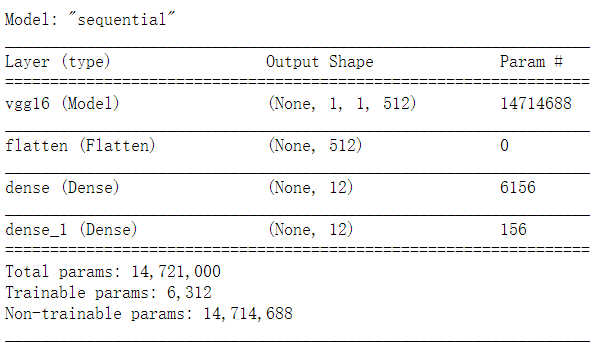 Model: "sequential"
Layer (type) Output Shape Param #
vgg16 (Model) (None, 1, 1, 512) 14714688
flatten (Flatten) (None, 512) 0
dense (Dense) (None, 12) 6156
dense_1 (Dense) (None, 12) 156
Total params: 14,721,000
Trainable params: 6,312
Non-trainable params: 14,714,688